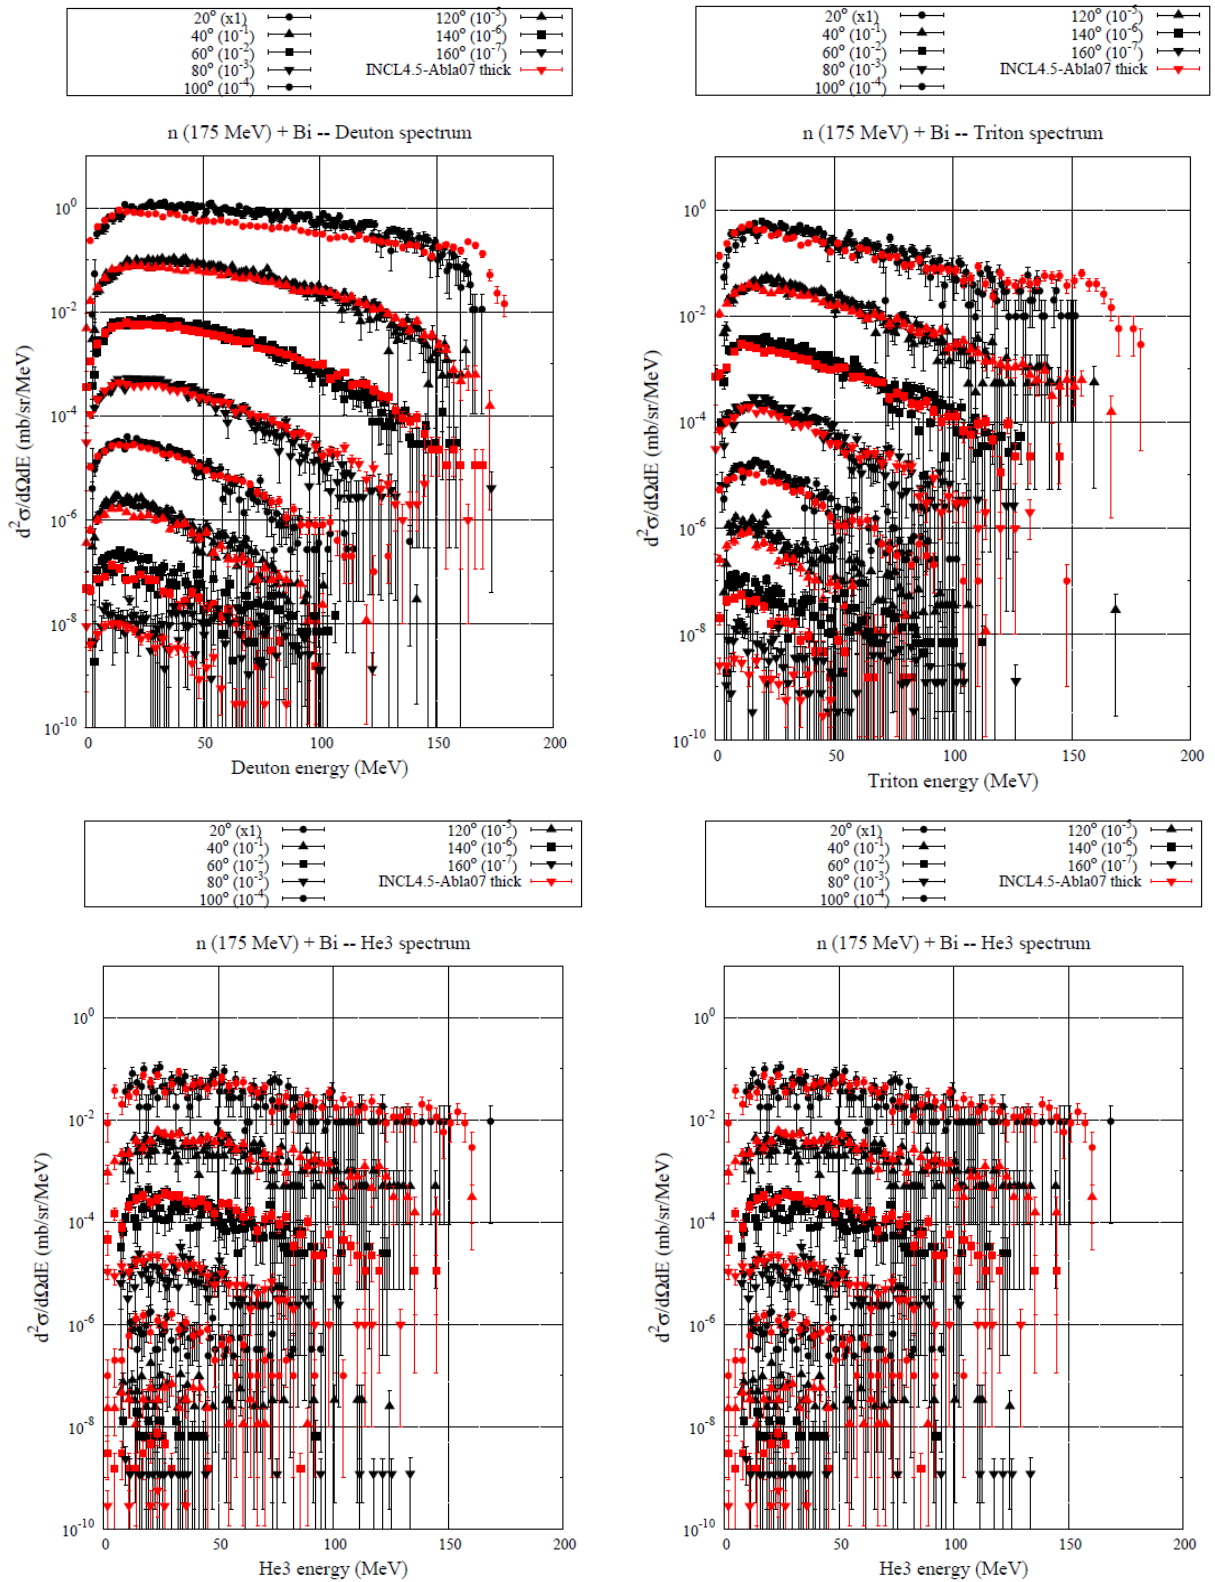 20° (x1)
40° (10⁻¹)
60° (10⁻²)
80° (10⁻³)
100° (10⁻⁴)
120° (10⁻⁵)
140° (10⁻⁶)
160° (10⁻⁷)
INCL4.5-Abla07 thick
n (175 MeV) + Bi -- Deuton spectrum
d²σ/dΩdE (mb/sr/MeV)
10⁰
10⁻²
10⁻⁴
10⁻⁶
10⁻⁸
10⁻¹⁰
0 50 100 150 200
Deuton energy (MeV)
20° (x1)
40° (10⁻¹)
60° (10⁻²)
80° (10⁻³)
100° (10⁻⁴)
120° (10⁻⁵)
140° (10⁻⁶)
160° (10⁻⁷)
INCL4.5-Abla07 thick
n (175 MeV) + Bi -- Triton spectrum
d²σ/dΩdE (mb/sr/MeV)
10⁰
10⁻²
10⁻⁴
10⁻⁶
10⁻⁸
10⁻¹⁰
0 50 100 150 200
Triton energy (MeV)
20° (x1)
40° (10⁻¹)
60° (10⁻²)
80° (10⁻³)
100° (10⁻⁴)
120° (10⁻⁵)
140° (10⁻⁶)
160° (10⁻⁷)
INCL4.5-Abla07 thick
n (175 MeV) + Bi -- He3 spectrum
d²σ/dΩdE (mb/sr/MeV)
10⁰
10⁻²
10⁻⁴
10⁻⁶
10⁻⁸
10⁻¹⁰
0 50 100 150 200
He3 energy (MeV)
20° (x1)
40° (10⁻¹)
60° (10⁻²)
80° (10⁻³)
100° (10⁻⁴)
120° (10⁻⁵)
140° (10⁻⁶)
160° (10⁻⁷)
INCL4.5-Abla07 thick
n (175 MeV) + Bi -- He3 spectrum
d²σ/dΩdE (mb/sr/MeV)
10⁰
10⁻²
10⁻⁴
10⁻⁶
10⁻⁸
10⁻¹⁰
0 50 100 150 200
He3 energy (MeV)